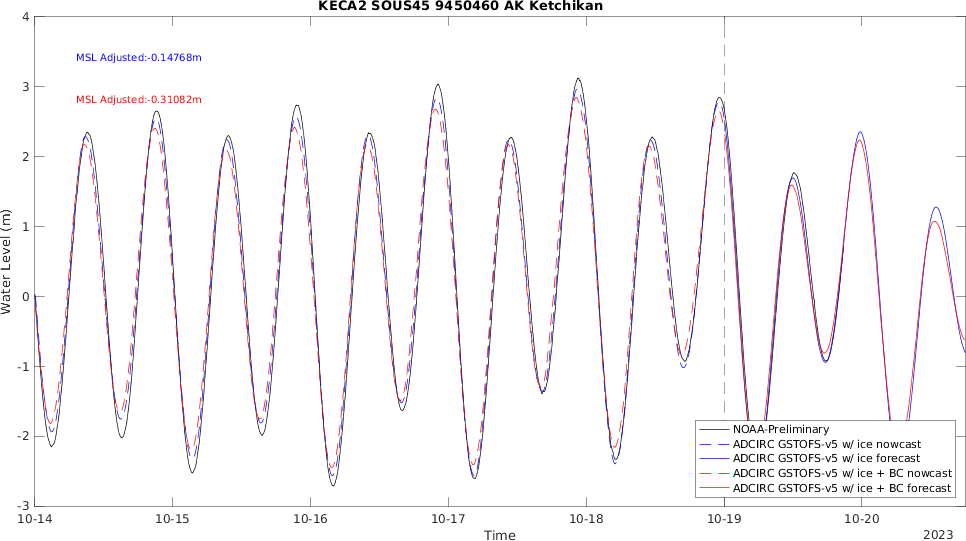 KECA2 SOUS45 9450460 AK Ketchikan
MSL Adjusted:-0.14768m
MSL Adjusted:-0.31082m
4
3
2
1
0
-1
-2
-3
Water Level (m)
10-14 10-15 10-16 10-17 10-18 10-19 10-20
Time
2023
NOAA-Preliminary
ADCIRC GSTOFS-v5 w/ ice nowcast
ADCIRC GSTOFS-v5 w/ ice forecast
ADCIRC GSTOFS-v5 w/ ice + BC nowcast
ADCIRC GSTOFS-v5 w/ ice + BC forecast